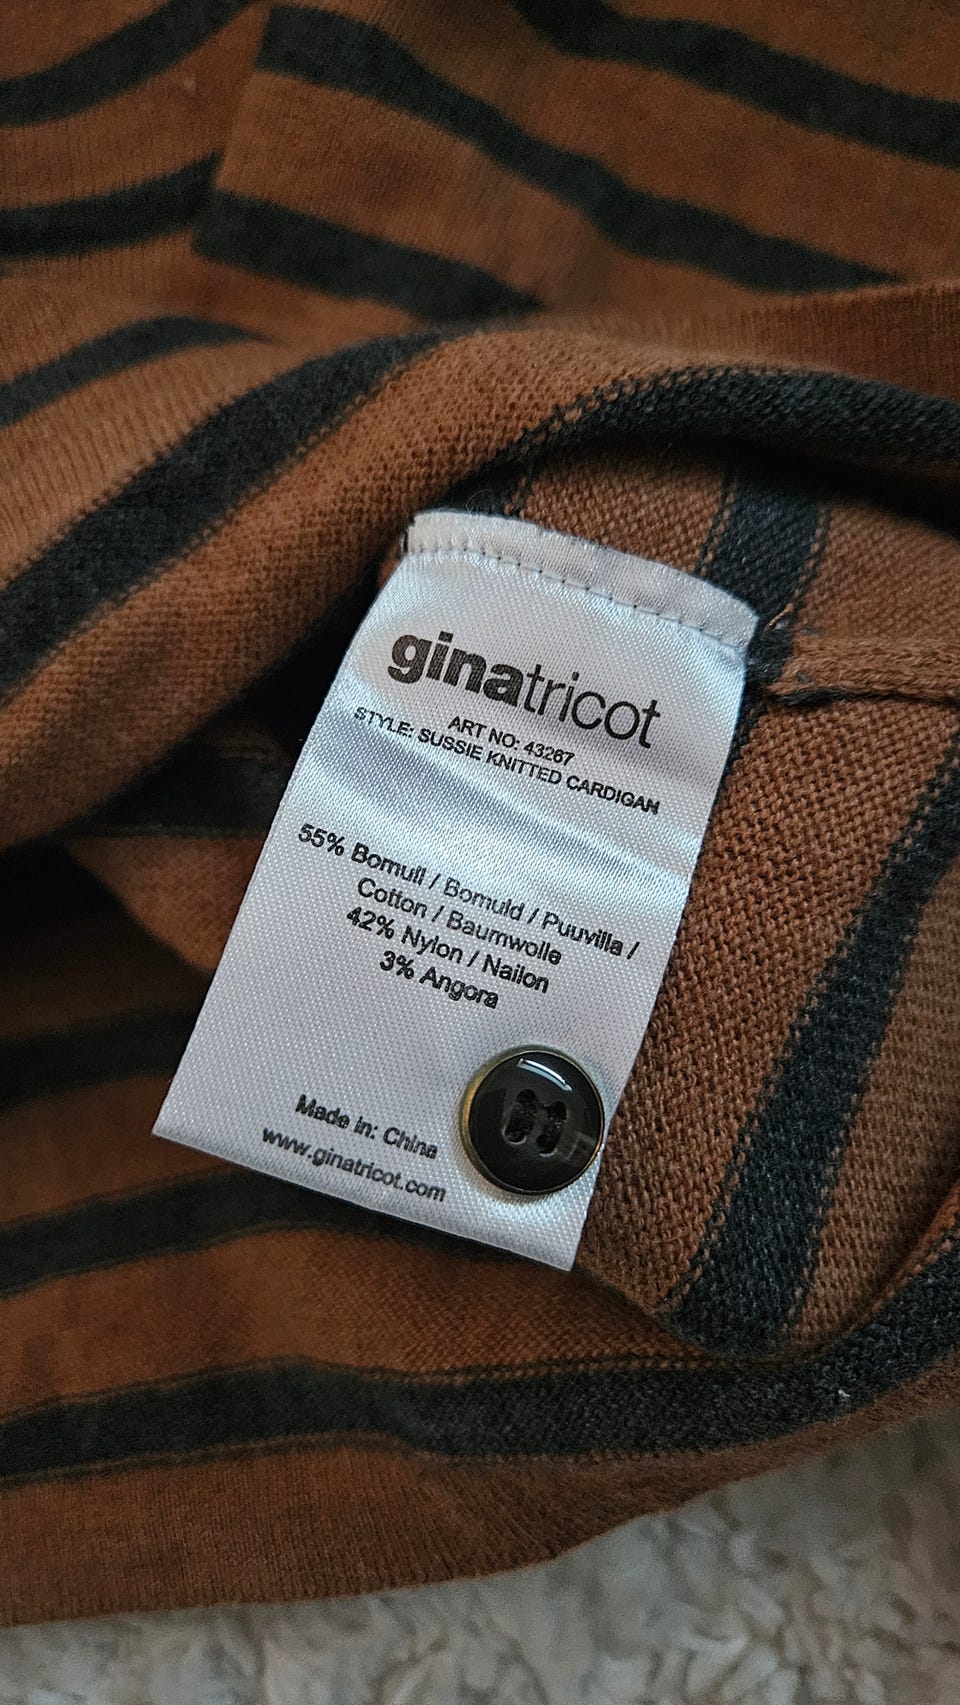 ginatricot
ART NO: 43267
STYLE: SUSSIE KNITTED CARDIGAN
55% Bomull / Bomuld / Puuvilla /
Cotton / Baumwolle
42% Nylon / Nailon
3% Angora
Made in: China
www.ginatricot.com